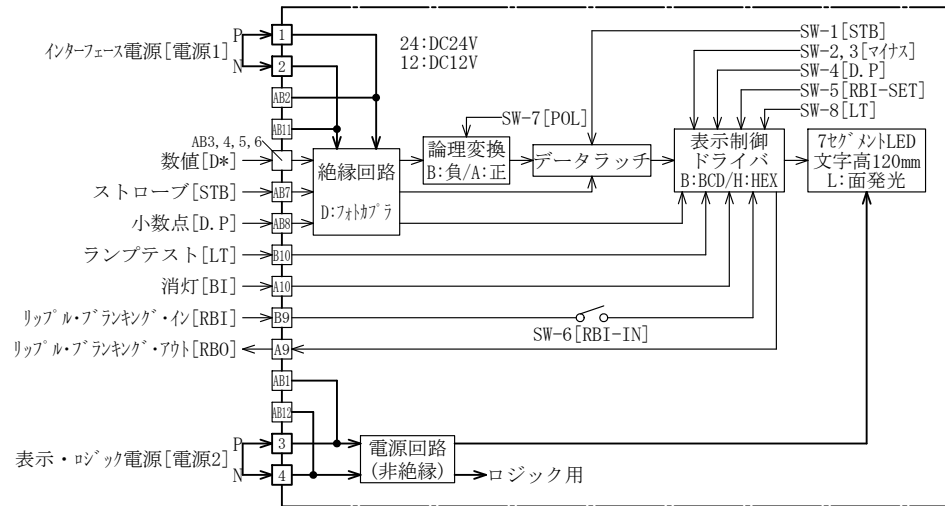 P
インターフェース電源[電源1]
N
1
2
AB2
AB11
24:DC24V
12:DC12V
SW-1[STB]
SW-2,3[マイナス]
SW-4[D.P]
SW-5[RBI-SET]
SW-8[LT]
SW-7[POL]
AB3,4,5,6
数値[D*]
ストローブ[STB]
AB7
小数点[D.P]
AB8
ランプテスト[LT]
B10
消灯[BI]
A10
リップル・ブランキング・イン[RBI]
B9
リップル・ブランキング・アウト[RBO]
A9
絶縁回路
D:フォトカプラ
論理変換
B:負/A:正
データラッチ
表示制御
ドライバ
B:BCD/H:HEX
7セグメントLED
文字高120mm
L:面発光
SW-6[RBI-IN]
AB1
AB12
P
表示・ロジック電源[電源2]
N
3
4
電源回路
(非絶縁)
ロジック用